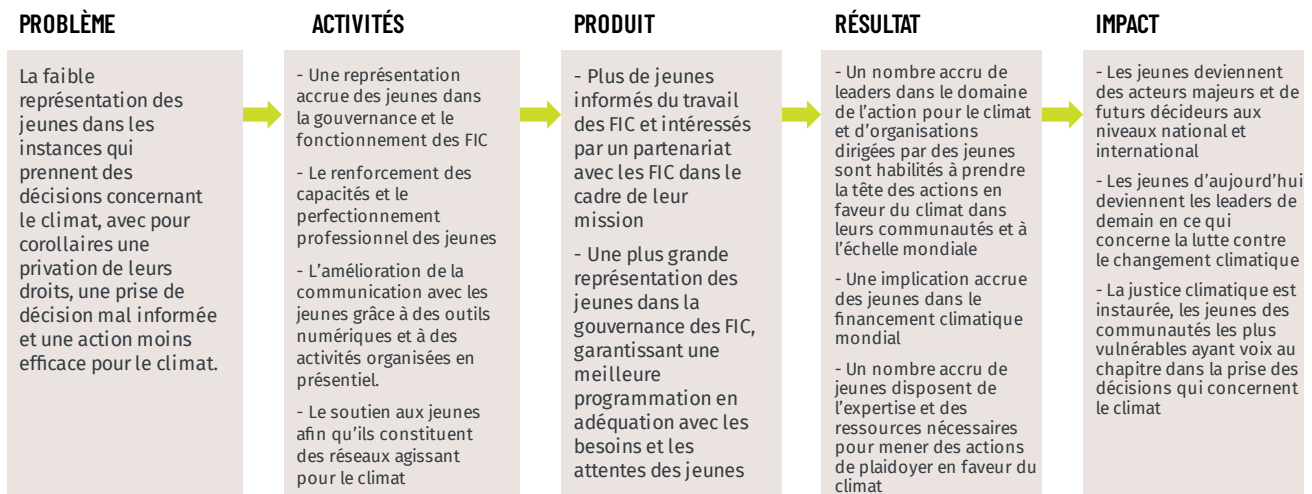 PROBLÈME
La faible
représentation des
jeunes dans les
instances qui
prennent des
décisions concernant
le climat, avec pour
corollaires une
privation de leurs
droits, une prise de
décision mal informée
et une action moins
efficace pour le climat.
ACTIVITÉS
- Une représentation
accrue des jeunes dans
la gouvernance et le
fonctionnement des FIC
- Le renforcement des
capacités et le
perfectionnement
professionnel des jeunes
- L’amélioration de la
communication avec les
jeunes grâce à des outils
numériques et à des
activités organisées en
présentiel.
- Le soutien aux jeunes
afin qu’ils constituent
des réseaux agissant
pour le climat
PRODUIT
- Plus de jeunes
informés du travail
des FIC et intéressés
par un partenariat
avec les FIC dans le
cadre de leur
mission
- Une plus grande
représentation des
jeunes dans la
gouvernance des FIC,
garantissant une
meilleure
programmation en
adéquation avec les
besoins et les
attentes des jeunes
RÉSULTAT
- Un nombre accru de
leaders dans le domaine
de l’action pour le climat
et d’organisations
dirigées par des jeunes
sont habilités à prendre
la tête des actions en
faveur du climat dans
leurs communautés et à
l’échelle mondiale
- Une implication accrue
des jeunes dans le
financement climatique
mondial
- Un nombre accru de
jeunes disposent de
l’expertise et des
ressources nécessaires
pour mener des actions
de plaidoyer en faveur du
climat
IMPACT
- Les jeunes deviennent
des acteurs majeurs et de
futurs décideurs aux
niveaux national et
international
- Les jeunes d’aujourd’hui
deviennent les leaders de
demain en ce qui
concerne la lutte contre
le changement climatique
- La justice climatique est
instaurée, les jeunes des
communautés les plus
vulnérables ayant voix au
chapitre dans la prise des
décisions qui concernent
le climat